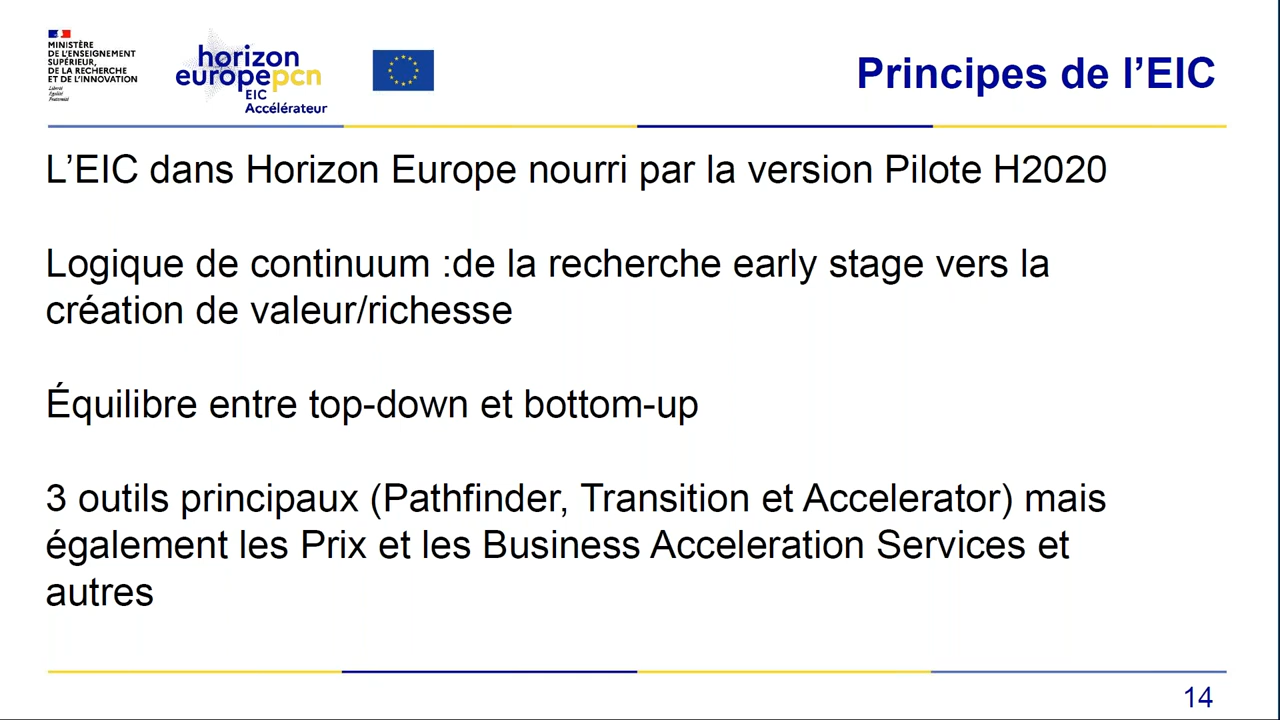 MINISTÈRE
DE L'ENSEIGNEMENT
SUPÉRIEUR,
DE LA RECHERCHE
ET DE L'INNOVATION
Liberté
Égalité
Fraternité
horizon
europepcn
EIC
Accélérateur
Principes de l’EIC
L’EIC dans Horizon Europe nourri par la version Pilote H2020
Logique de continuum :de la recherche early stage vers la
création de valeur/richesse
Équilibre entre top-down et bottom-up
3 outils principaux (Pathfinder, Transition et Accelerator) mais
également les Prix et les Business Acceleration Services et
autres
14